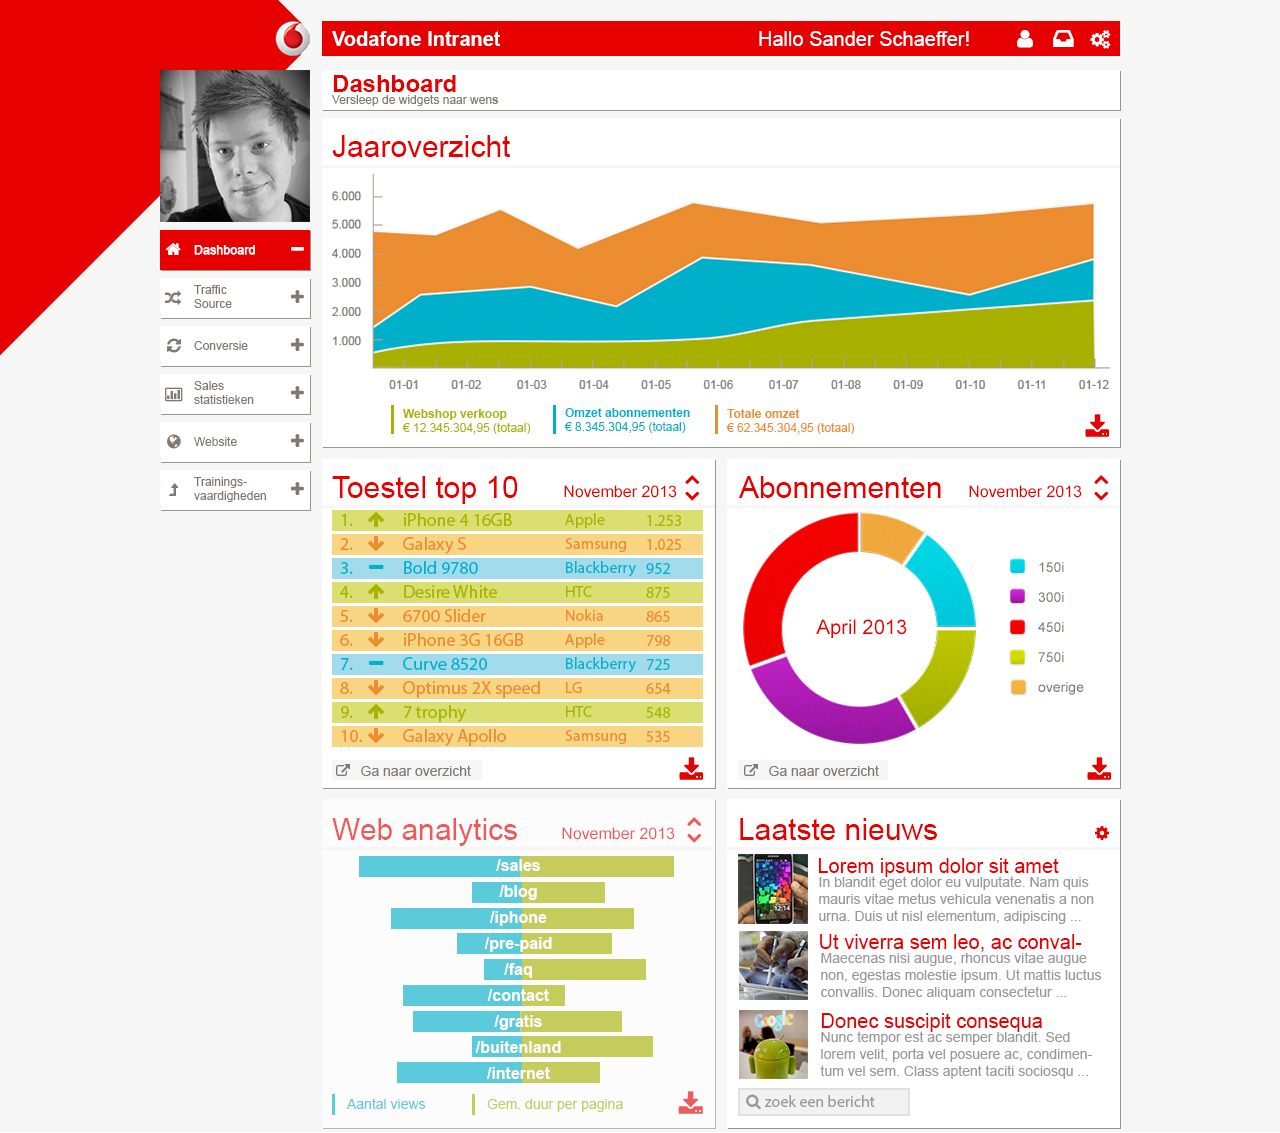 Vodafone Intranet
Hallo Sander Schaeffer!
Dashboard
Versleep de widgets naar wens
Dashboard
Traffic
Source
Conversie
Sales
statistieken
Website
Trainings-
vaardigheden
Jaaroverzicht
6.000
5.000
4.000
3.000
2.000
1.000
01-01 01-02 01-03 01-04 01-05 01-06 01-07 01-08 01-09 01-10 01-11 01-12
Webshop verkoop
€ 12.345.304,95 (totaal)
Omzet abonnementen
€ 8.345.304,95 (totaal)
Totale omzet
€ 62.345.304,95 (totaal)
Toestel top 10
November 2013
1. iPhone 4 16GB Apple 1.253
2. Galaxy S Samsung 1.025
3. Bold 9780 Blackberry 952
4. Desire White HTC 875
5. 6700 Slider Nokia 865
6. iPhone 3G 16GB Apple 798
7. Curve 8520 Blackberry 725
8. Optimus 2X speed LG 654
9. 7 trophy HTC 548
10. Galaxy Apollo Samsung 535
Ga naar overzicht
Abonnementen
November 2013
April 2013
150i
300i
450i
750i
overige
Ga naar overzicht
Web analytics
November 2013
/sales
/blog
/iphone
/pre-paid
/faq
/contact
/gratis
/buitenland
/internet
Aantal views
Gem. duur per pagina
Laatste nieuws
12:14
Lorem ipsum dolor sit amet
In blandit eget dolor eu vulputate. Nam quis
mauris vitae metus vehicula venenatis a non
urna. Duis ut nisl elementum, adipiscing ...
Ut viverra sem leo, ac conval-
Maecenas nisi augue, rhoncus vitae augue
non, egestas molestie ipsum. Ut mattis luctus
convallis. Donec aliquam consectetur ...
Google
Donec suscipit consequa
Nunc tempor est ac semper blandit. Sed
lorem velit, porta vel posuere ac, condimen-
tum vel sem. Class aptent taciti sociosqu ...
zoek een bericht